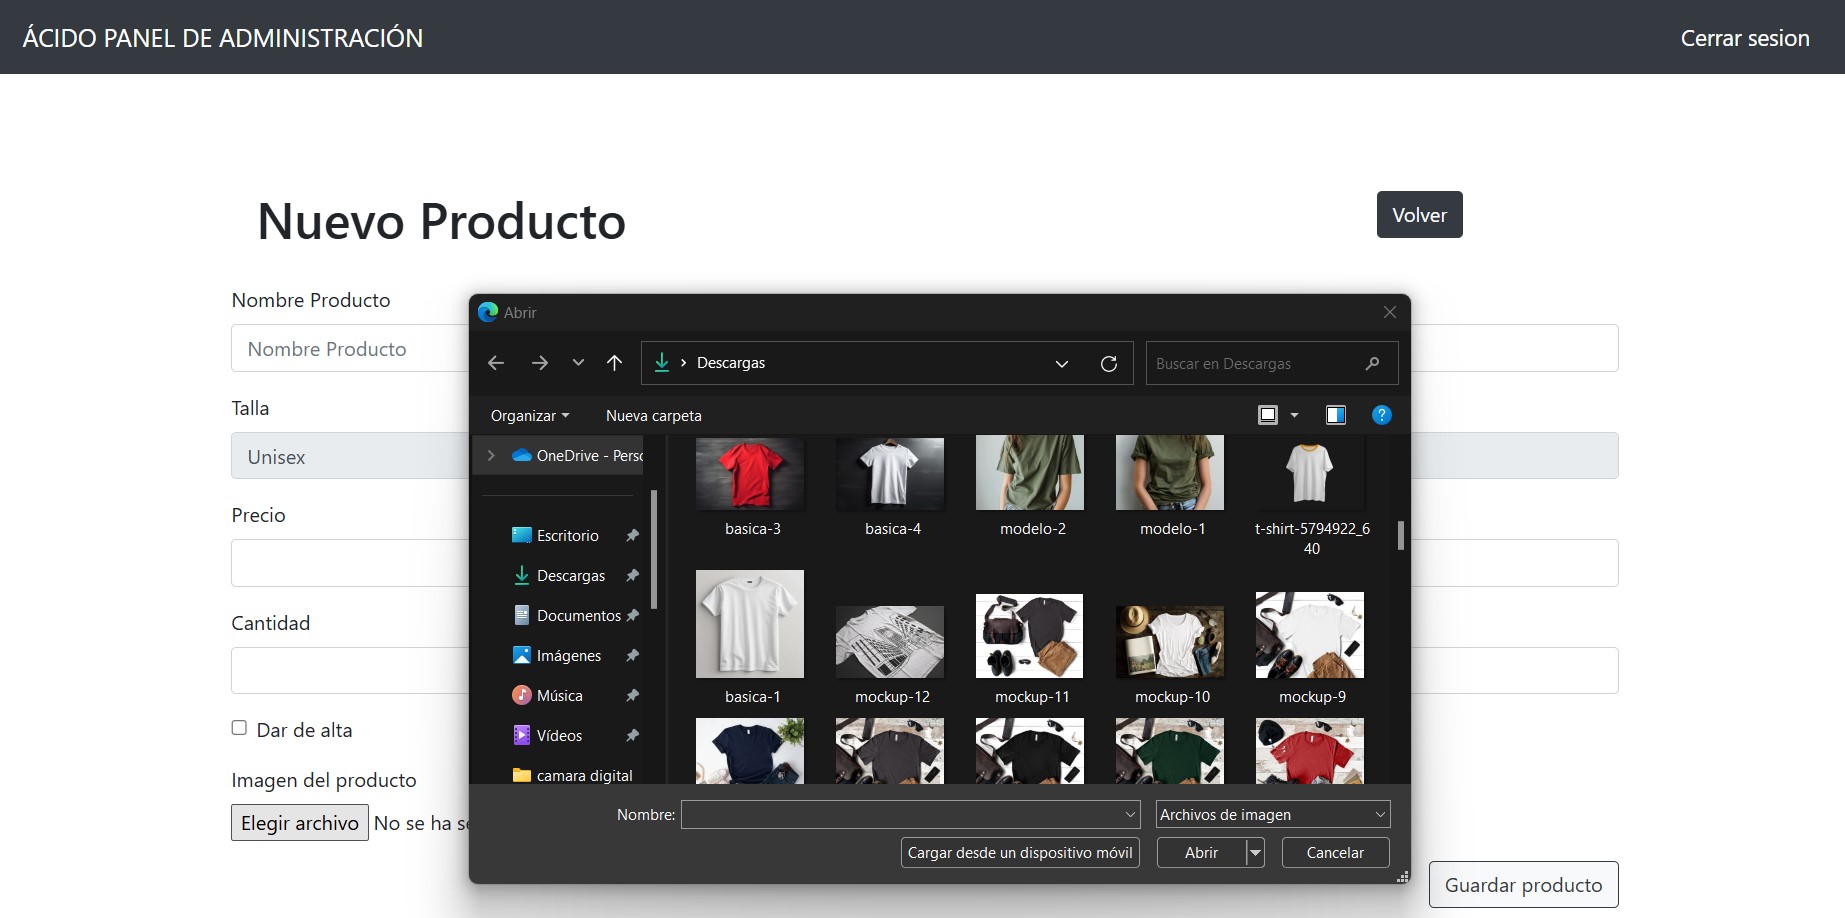 ÁCIDO PANEL DE ADMINISTRACIÓN
Cerrar sesion
Nuevo Producto
Volver
Nombre Producto
Nombre Producto
Talla
Unisex
Precio
Cantidad
Dar de alta
Imagen del producto
Elegir archivo No se ha se
Guardar producto
Abrir
Descargas
Buscar en Descargas
Organizar
Nueva carpeta
OneDrive - Perso
Escritorio
Descargas
Documentos
Imágenes
Música
Vídeos
camara digital
basica-3
basica-4
modelo-2
modelo-1
t-shirt-5794922_6
40
basica-1
mockup-12
mockup-11
mockup-10
mockup-9
Nombre:
Archivos de imagen
Cargar desde un dispositivo móvil
Abrir
Cancelar